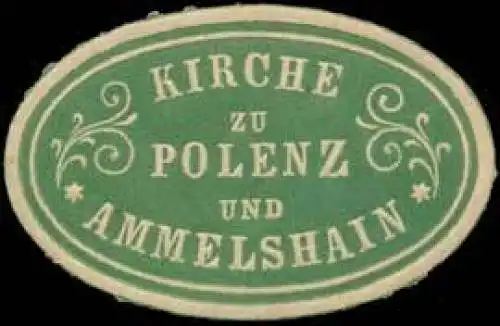 KIRCHE
ZU
POLENZ
UND
* AMMELSHAIN *